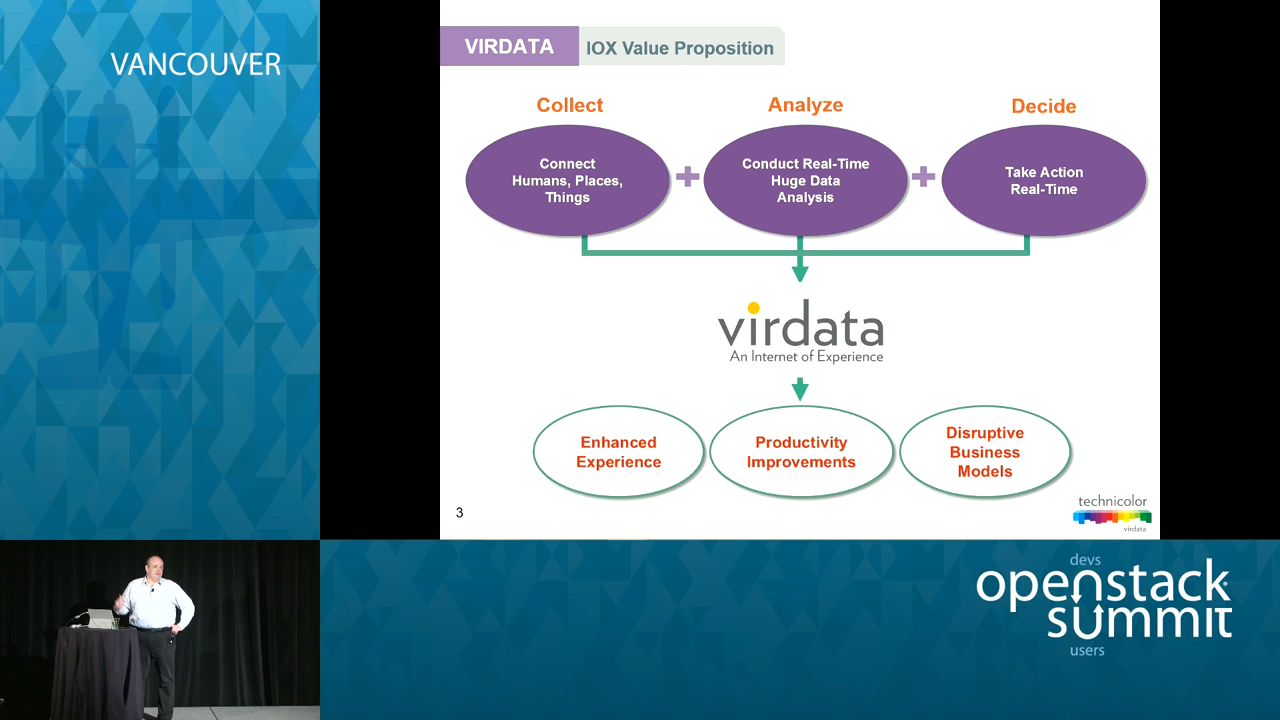 VANCOUVER
VIRDATA
IOX Value Proposition
Collect
Analyze
Decide
Connect
Humans, Places,
Things
Conduct Real-Time
Huge Data
Analysis
Take Action
Real-Time
virdata
An Internet of Experience
Enhanced
Experience
Productivity
Improvements
Disruptive
Business
Models
3
technicolor
virdata
devs
openstack
summit
users